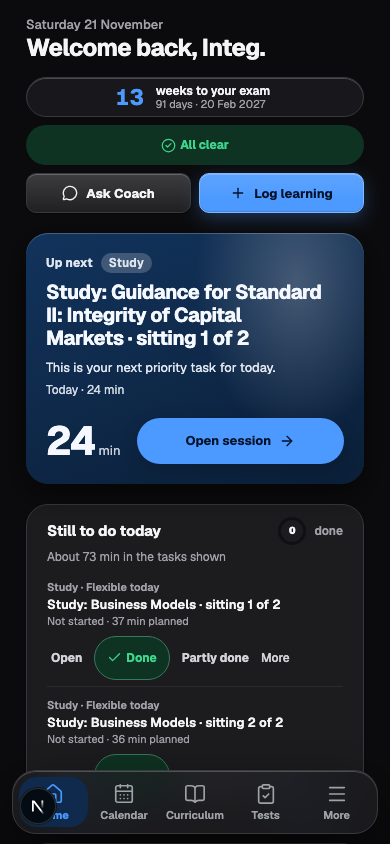 Saturday 21 November
Welcome back, Integ.
13 weeks to your exam
91 days · 20 Feb 2027
All clear
Ask Coach
Log learning
Up next Study
Study: Guidance for Standard
II: Integrity of Capital
Markets · sitting 1 of 2
This is your next priority task for today.
Today · 24 min
24 min
Open session
Still to do today
0 done
About 73 min in the tasks shown
Study · Flexible today
Study: Business Models · sitting 1 of 2
Not started · 37 min planned
Open Done Partly done More
Study · Flexible today
Study: Business Models · sitting 2 of 2
Not started · 36 min planned
N
Calendar Curriculum Tests More